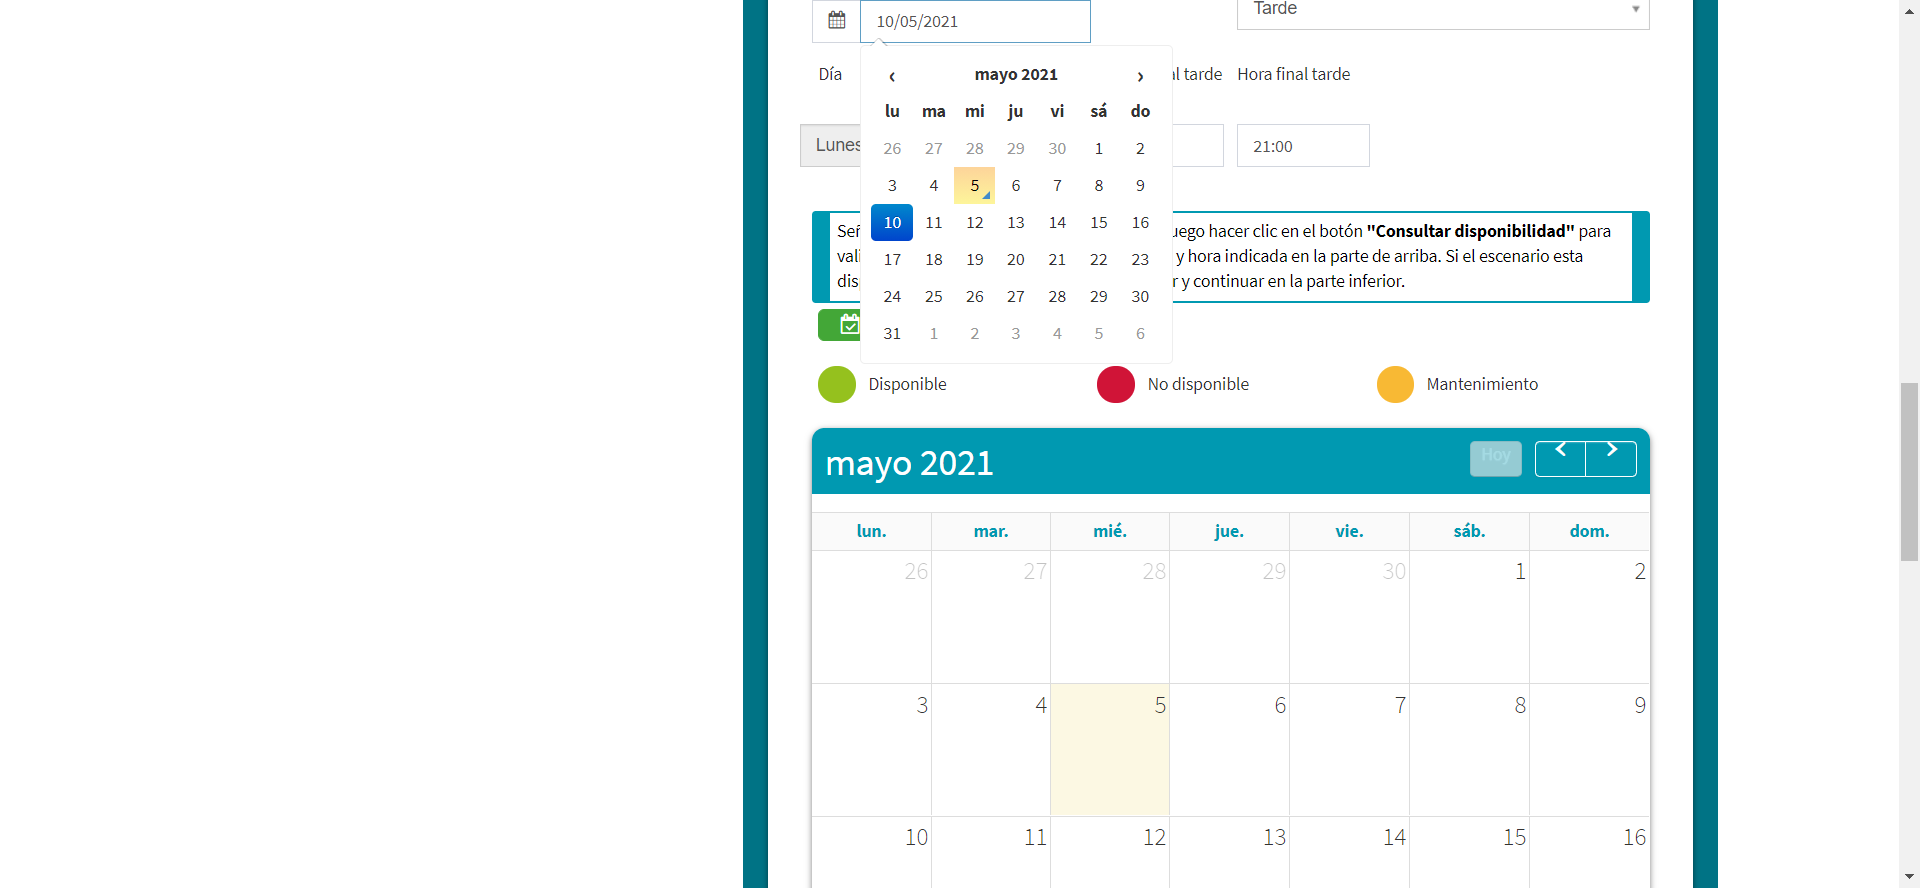 10/05/2021
Tarde
Día
al tarde Hora final tarde
‹ mayo 2021 ›
lu ma mi ju vi sá do
26 27 28 29 30 1 2
3 4 5 6 7 8 9
10 11 12 13 14 15 16
17 18 19 20 21 22 23
24 25 26 27 28 29 30
31 1 2 3 4 5 6
Lunes
21:00
hacer clic en el botón "Consultar disponibilidad" para
y hora indicada en la parte de arriba. Si el escenario esta
y continuar en la parte inferior.
Disponible
No disponible
Mantenimiento
mayo 2021
Hoy
lun. mar. mié. jue. vie. sáb. dom.
26 27 28 29 30 1 2
3 4 5 6 7 8 9
10 11 12 13 14 15 16